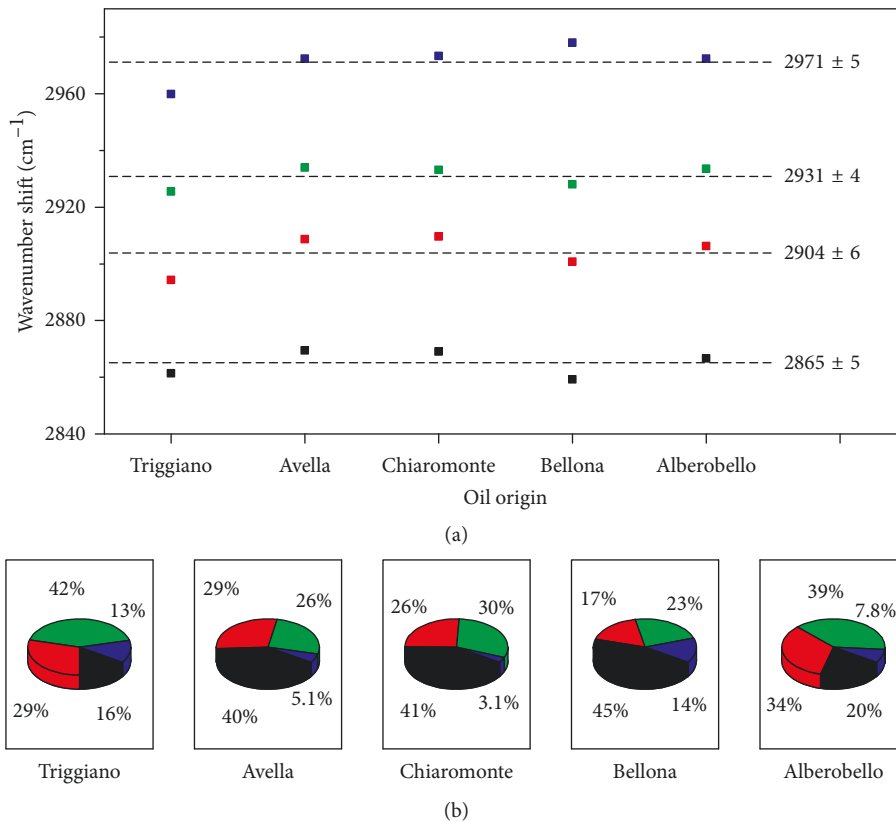 2971 ± 5
2960
2931 ± 4
2920
2904 ± 6
2880
2865 ± 5
2840
Wavenumber shift (cm⁻¹)
Triggiano Avella Chiaromonte Bellona Alberobello
Oil origin
(a)
42% 13% 29% 16%
29% 26% 40% 5.1%
26% 30% 41% 3.1%
17% 23% 45% 14%
39% 7.8% 34% 20%
Triggiano Avella Chiaromonte Bellona Alberobello
(b)